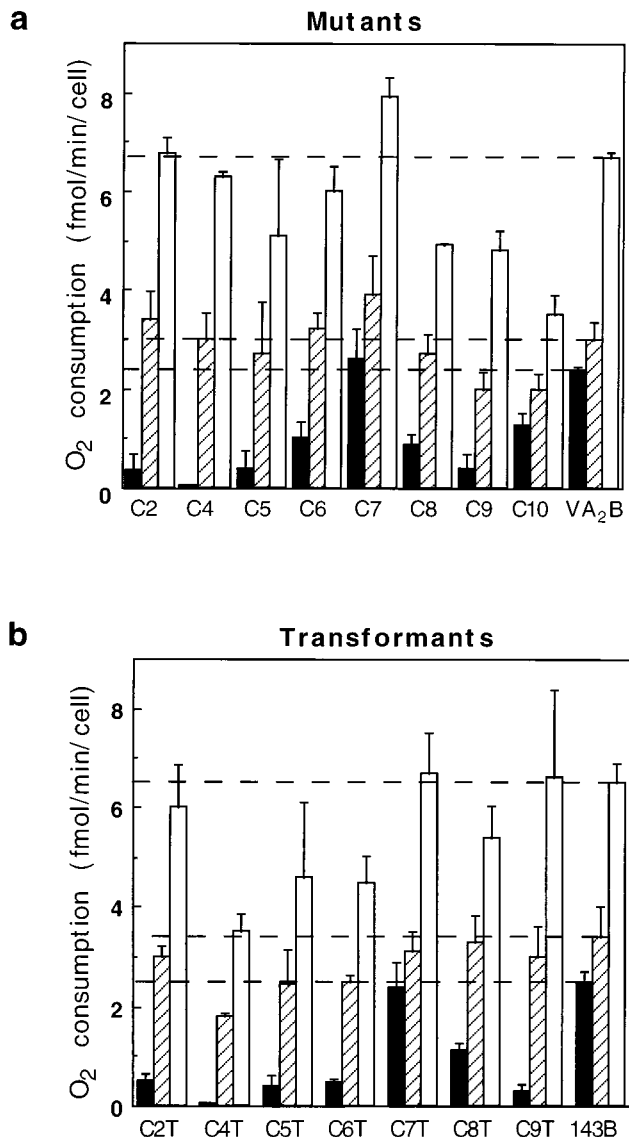 a
Mutants
O2 consumption (fmol/min/cell)
8
6
4
2
0
C2 C4 C5 C6 C7 C8 C9 C10 VA2B
b
Transformants
O2 consumption (fmol/min/cell)
8
6
4
2
0
C2T C4T C5T C6T C7T C8T C9T 143B